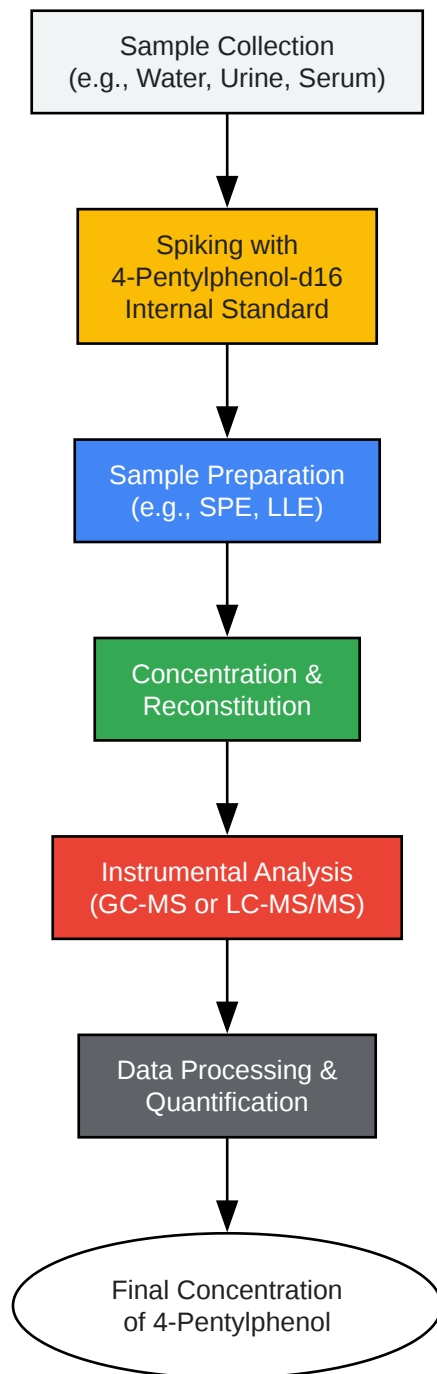 Sample Collection
(e.g., Water, Urine, Serum)
Spiking with
4-Pentylphenol-d16
Internal Standard
Sample Preparation
(e.g., SPE, LLE)
Concentration &
Reconstitution
Instrumental Analysis
(GC-MS or LC-MS/MS)
Data Processing &
Quantification
Final Concentration
of 4-Pentylphenol